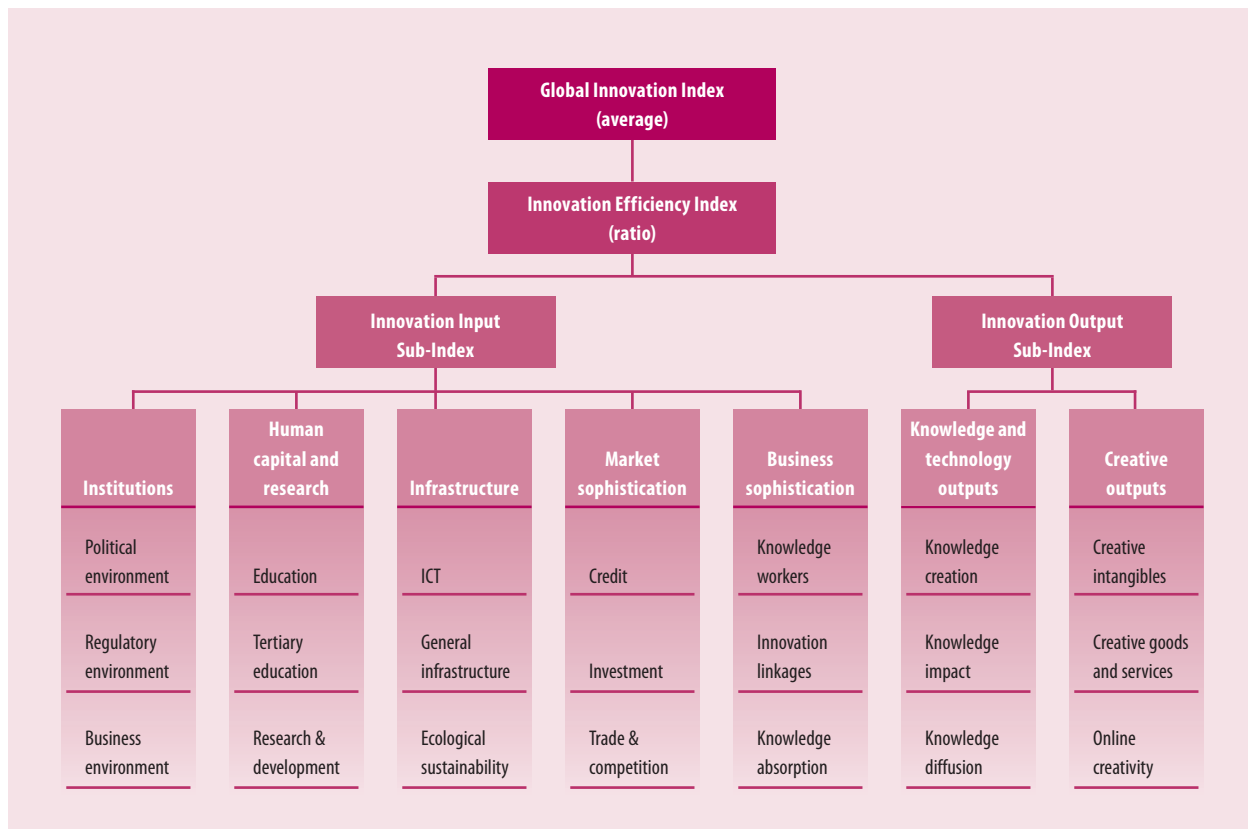 Global Innovation Index
(average)
Innovation Efficiency Index
(ratio)
Innovation Input
Sub-Index
Innovation Output
Sub-Index
Institutions
Human
capital and
research
Infrastructure
Market
sophistication
Business
sophistication
Knowledge and
technology
outputs
Creative
outputs
Political
environment
Education
ICT
Credit
Knowledge
workers
Knowledge
creation
Creative
intangibles
Regulatory
environment
Tertiary
education
General
infrastructure
Investment
Innovation
linkages
Knowledge
impact
Creative goods
and services
Business
environment
Research &
development
Ecological
sustainability
Trade &
competition
Knowledge
absorption
Knowledge
diffusion
Online
creativity